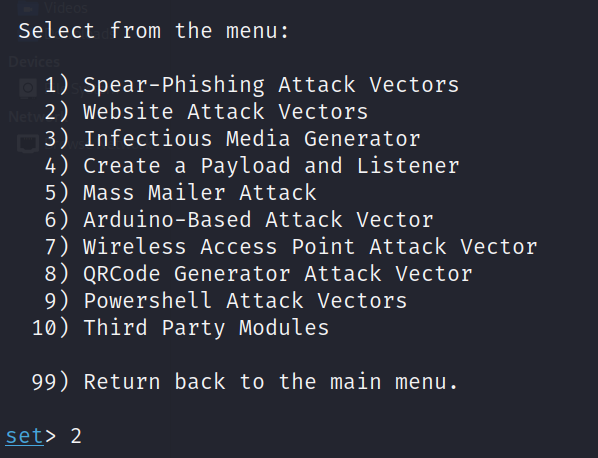 Videos
Select from the menu:
Devices
1) Spear-Phishing Attack Vectors
2) Website Attack Vectors
3) Infectious Media Generator
4) Create a Payload and Listener
5) Mass Mailer Attack
6) Arduino-Based Attack Vector
7) Wireless Access Point Attack Vector
8) QRCode Generator Attack Vector
9) Powershell Attack Vectors
10) Third Party Modules
99) Return back to the main menu.
set> 2